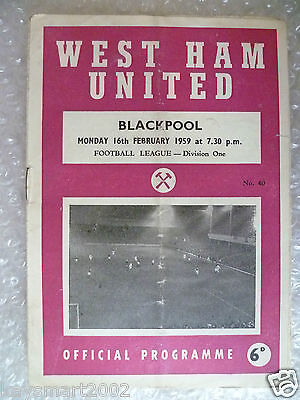 WEST HAM
UNITED
BLACKPOOL
MONDAY 16th FEBRUARY 1959 at 7.30 p.m.
FOOTBALL LEAGUE — Division One
No. 40
OFFICIAL PROGRAMME
6D
kaysmart2002